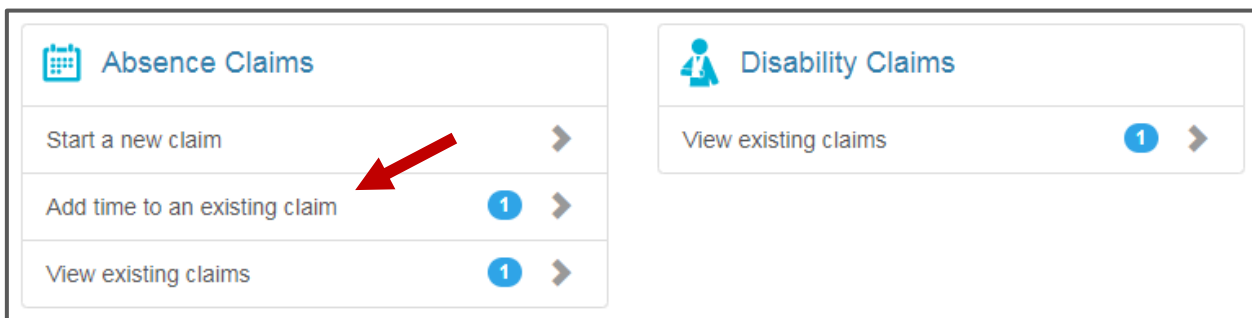 Absence Claims
Start a new claim
Add time to an existing claim 1
View existing claims 1
Disability Claims
View existing claims 1